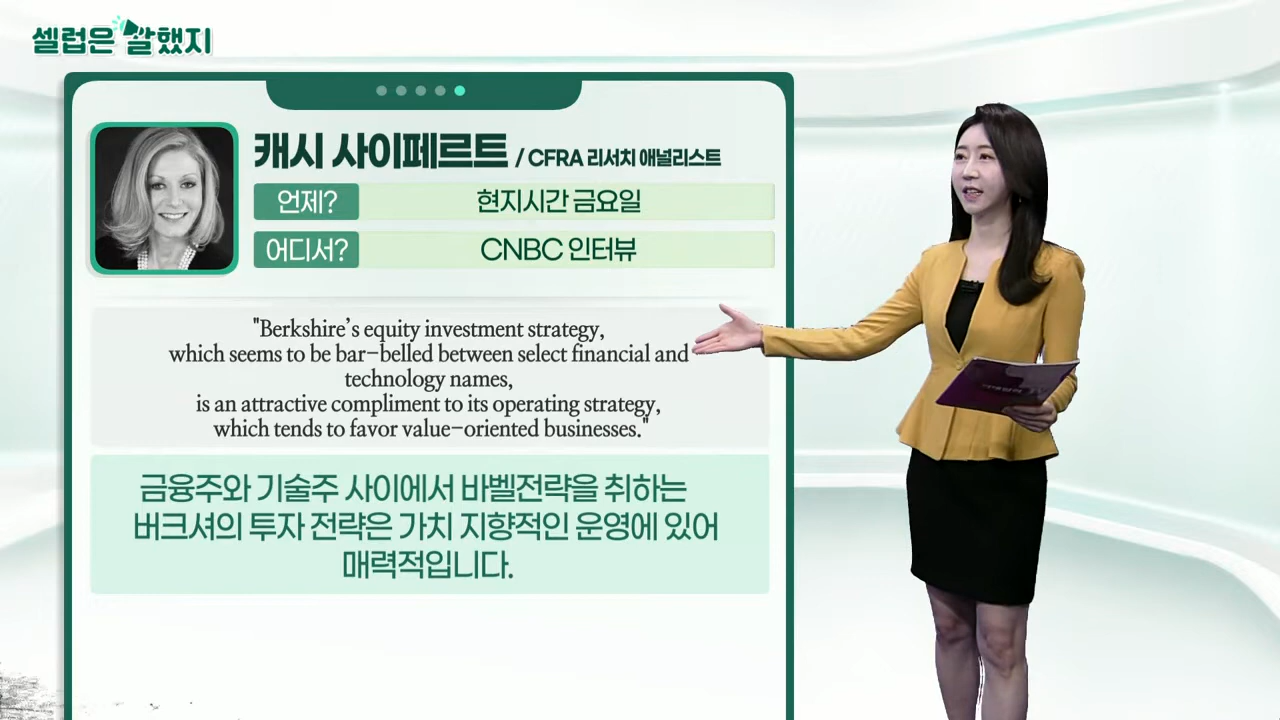 셀럽은 말했지
캐시 사이페르트 / CFRA 리서치 애널리스트
언제? 현지시간 금요일
어디서? CNBC 인터뷰
"Berkshire's equity investment strategy,
which seems to be bar-belled between select financial and
technology names,
is an attractive compliment to its operating strategy,
which tends to favor value-oriented businesses."
금융주와 기술주 사이에서 바벨전략을 취하는
버크셔의 투자 전략은 가치 지향적인 운영에 있어
매력적입니다.